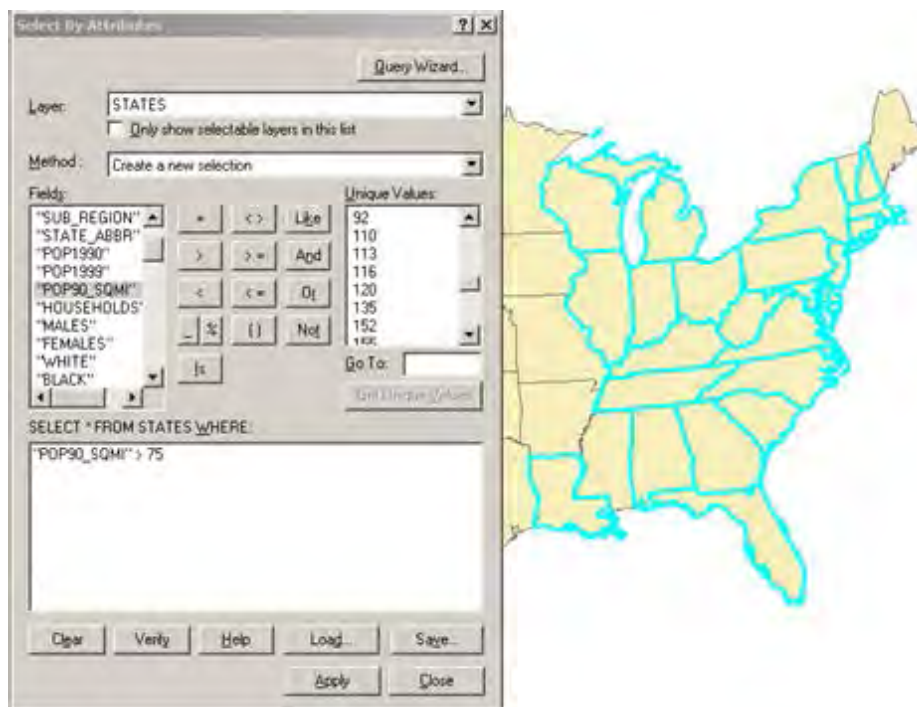 Select By Attributes
Query Wizard...
Layer: STATES
Only show selectable layers in this list
Method : Create a new selection
Fields:
Unique Values:
"SUB_REGION"
"STATE_ABBR"
"POP1990"
"POP1999"
"POP90_SQMI"
"HOUSEHOLDS"
"MALES"
"FEMALES"
"WHITE"
"BLACK"
= <> Like
> >= And
< <= Or
_ % () Not
Is
92
110
113
116
120
135
152
155
Go To:
Get Unique Values
SELECT * FROM STATES WHERE:
"POP90_SQMI" > 75
Clear Verify Help Load... Save...
Apply Close